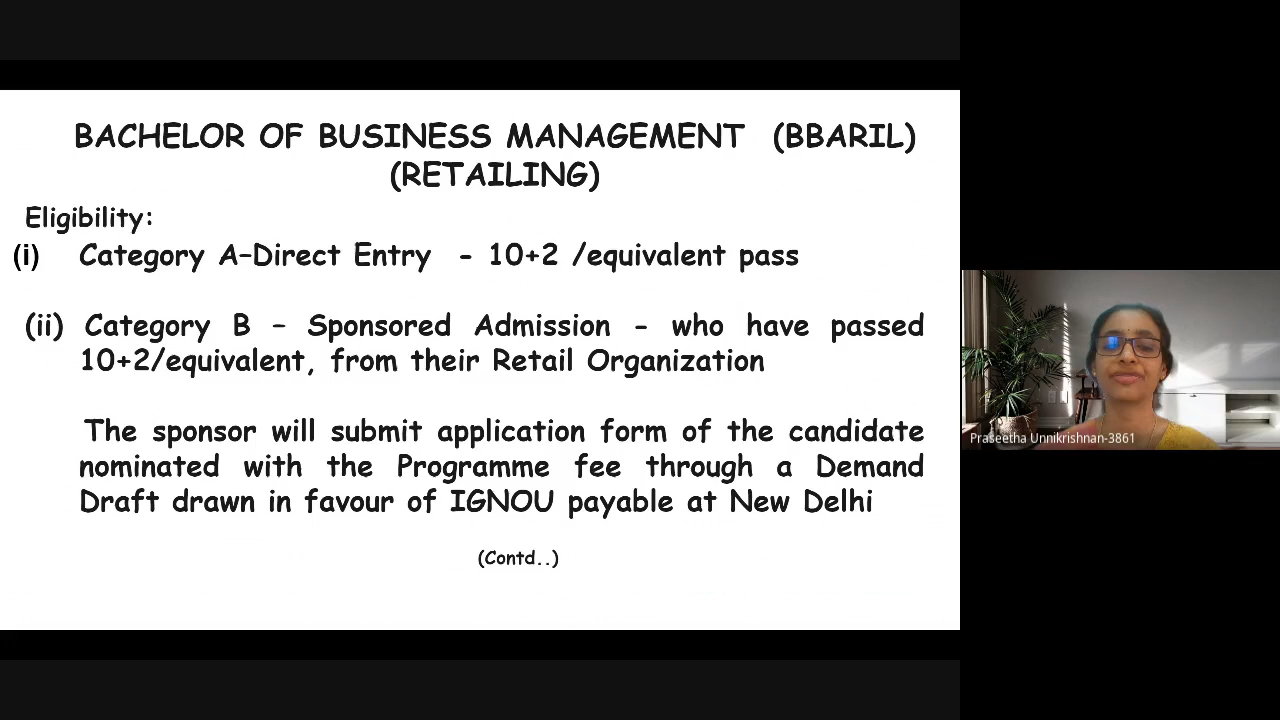 BACHELOR OF BUSINESS MANAGEMENT (BBARIL)
(RETAILING)
Eligibility:
(i) Category A-Direct Entry - 10+2 /equivalent pass
(ii) Category B - Sponsored Admission - who have passed
10+2/equivalent, from their Retail Organization
The sponsor will submit application form of the candidate
nominated with the Programme fee through a Demand
Draft drawn in favour of IGNOU payable at New Delhi
(Contd..)
Praseetha Unnikrishnan-3861